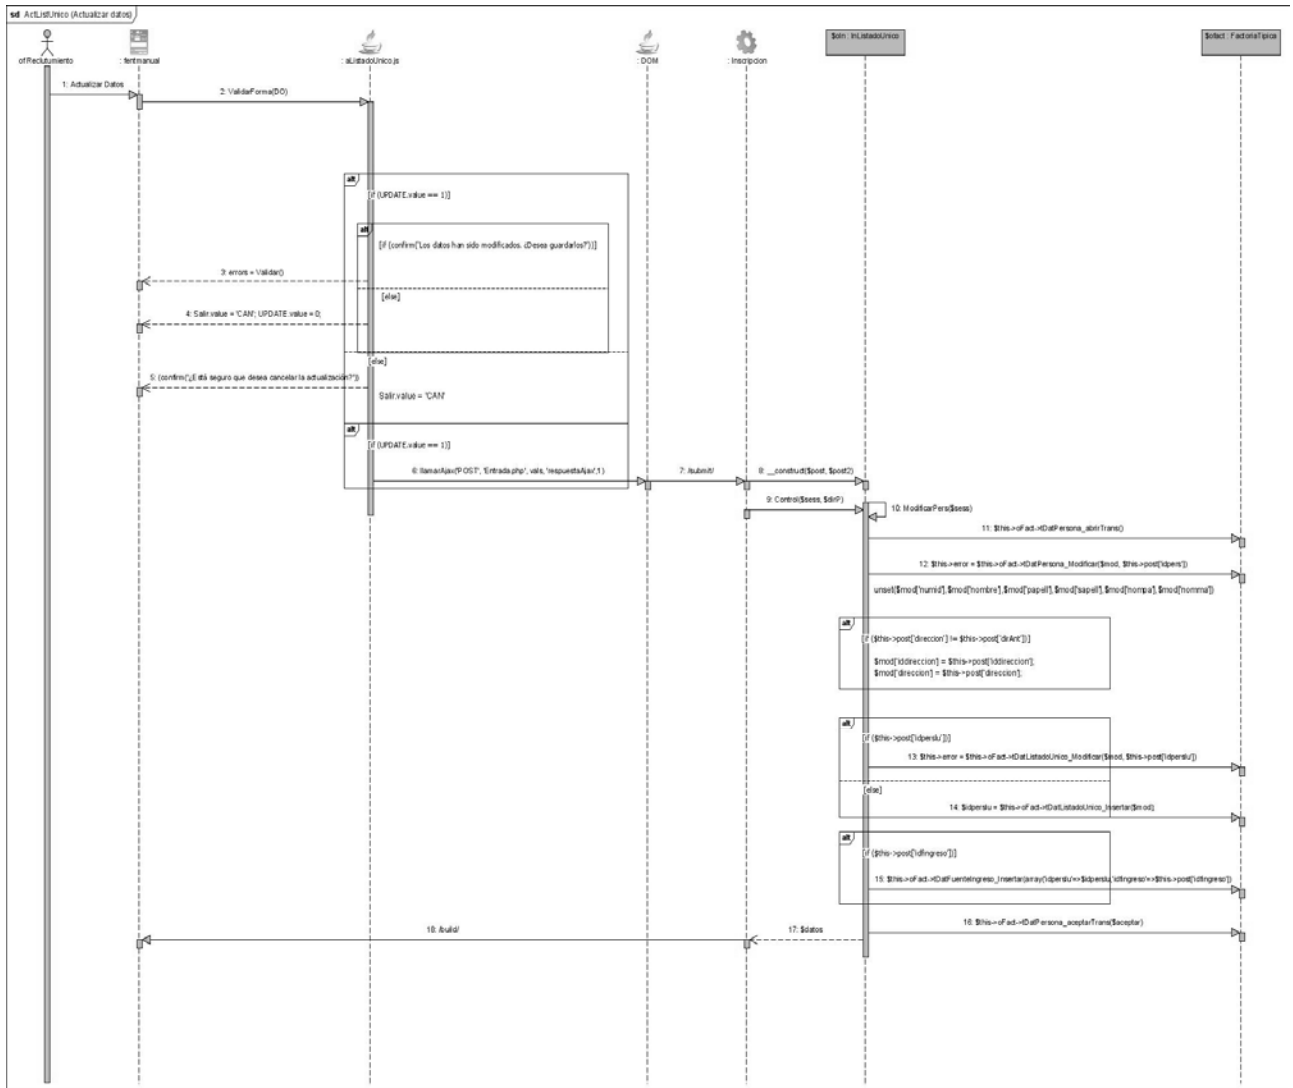 sd ActListUnico (Actualizar datos)
of Reclutamiento
: fentmanual
: aListadoUnico.js
: DOM
: Inscripcion
$oIn : InListadoUnico
$ofact : FactoriaTipica
1: Actualizar Datos
2: ValidarForma(DO)
alt
[if (UPDATE.value == 1)]
alt
[if (confirm('Los datos han sido modificados. ¿Desea guardarlos?'))]
3: errors = Validar()
[else]
4: Salir.value = 'CAN'; UPDATE.value = 0;
[else]
5: (confirm("¿Está seguro que desea cancelar la actualización?"))
Salir.value = 'CAN'
alt
[if (UPDATE.value == 1)]
6: llamarAjax('POST', 'Entrada.php', vals, 'respuestaAjax',1)
7: /submit/
8: __construct($post, $post2)
9: Control($sess, $dirP)
10: ModificarPers($sess)
11: $this->oFact->tDatPersona_abrirTrans()
12: $this->error = $this->oFact->tDatPersona_Modificar($mod, $this->post['idpers'])
unset($mod['numid'],$mod['nombre'],$mod['papell'],$mod['sapell'],$mod['nompa'],$mod['nomma'])
alt
[if ($this->post['direccion'] != $this->post['dirAnt'])]
$mod['iddireccion'] = $this->post['iddireccion'];
$mod['direccion'] = $this->post['direccion'];
alt
[if ($this->post['idperslu'])]
13: $this->error = $this->oFact->tDatListadoUnico_Modificar($mod, $this->post['idperslu'])
[else]
14: $idperslu = $this->oFact->tDatListadoUnico_Insertar($mod);
alt
[if ($this->post['idfingreso'])]
15: $this->oFact->tDatFuenteIngreso_Insertar(array('idperslu'=>$idperslu,'idfingreso'=>$this->post['idfingreso'])
16: $this->oFact->tDatPersona_aceptarTrans($aceptar)
17: $datos
18: /build/